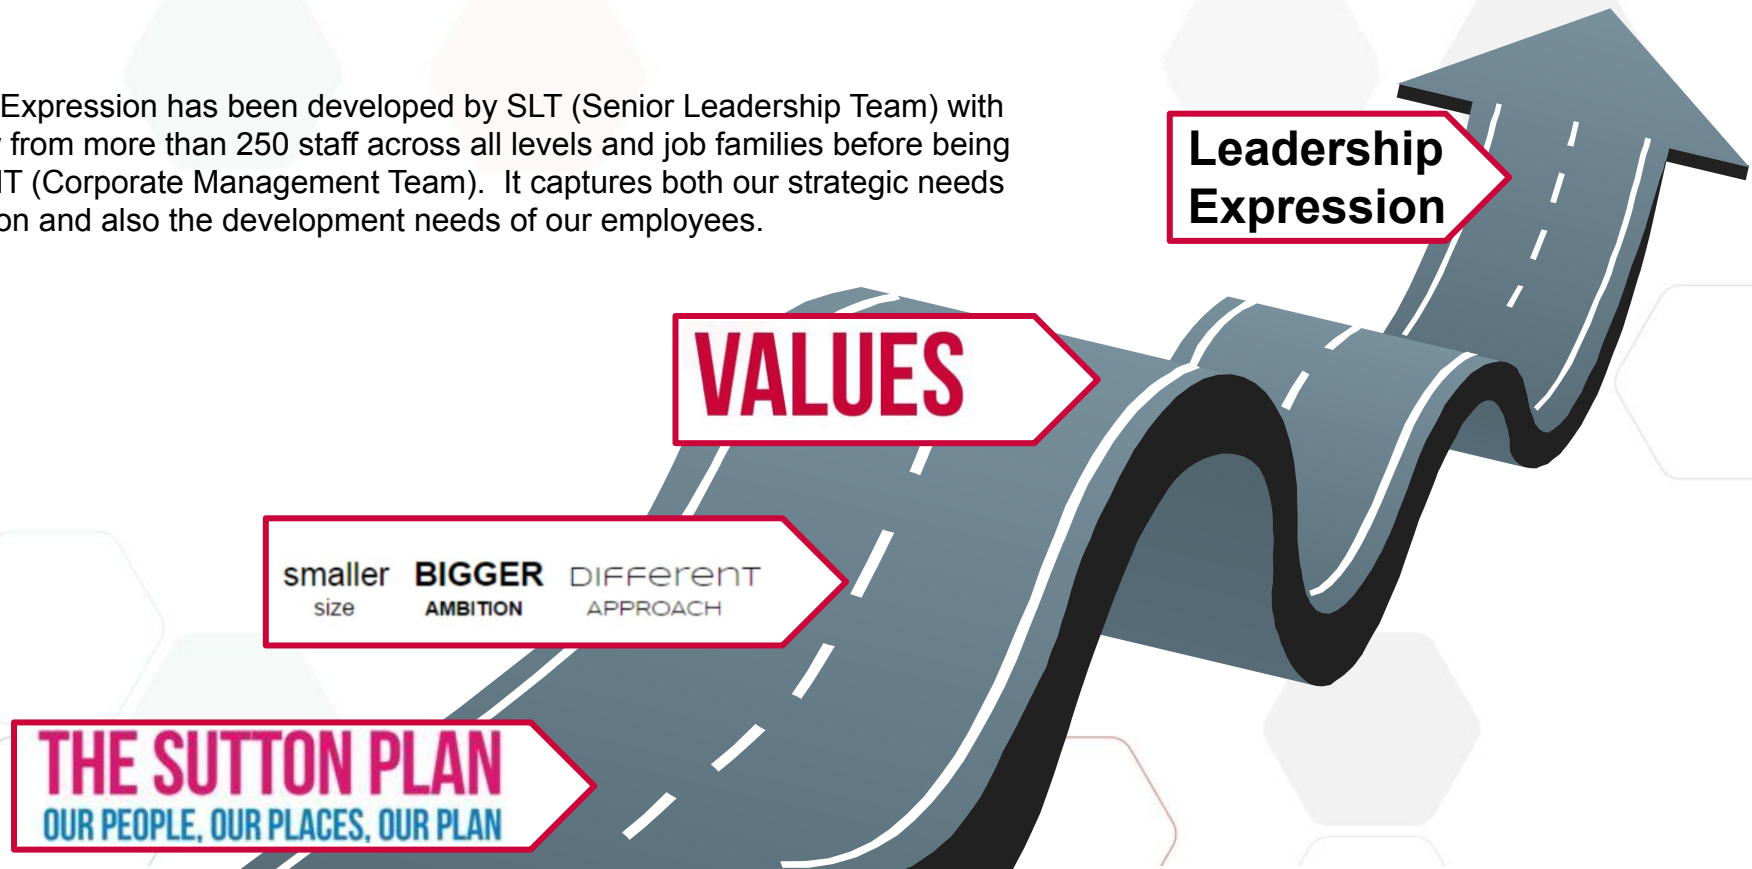 Expression has been developed by SLT (Senior Leadership Team) with
from more than 250 staff across all levels and job families before being
(Corporate Management Team).  It captures both our strategic needs
and also the development needs of our employees.
Leadership
Expression
VALUES
smaller BIGGER DIFFerenT
size AMBITION APPROACH
THE SUTTON PLAN
OUR PEOPLE, OUR PLACES, OUR PLAN